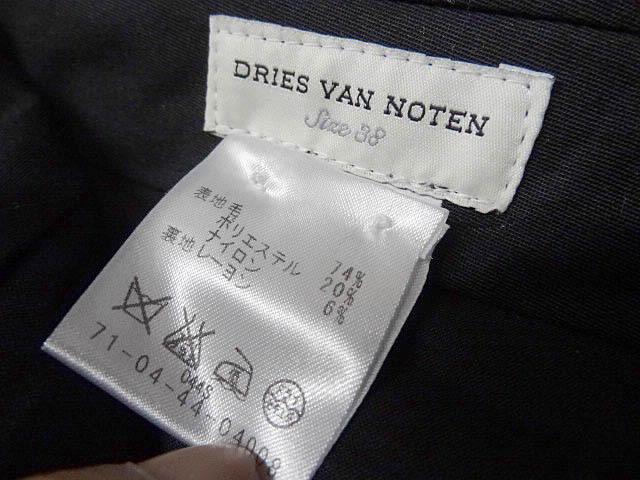 DRIES VAN NOTEN
Size 38
表地毛 74%
ポリエステル 20%
ナイロン 6%
裏地レーヨン
71-04-44-04009